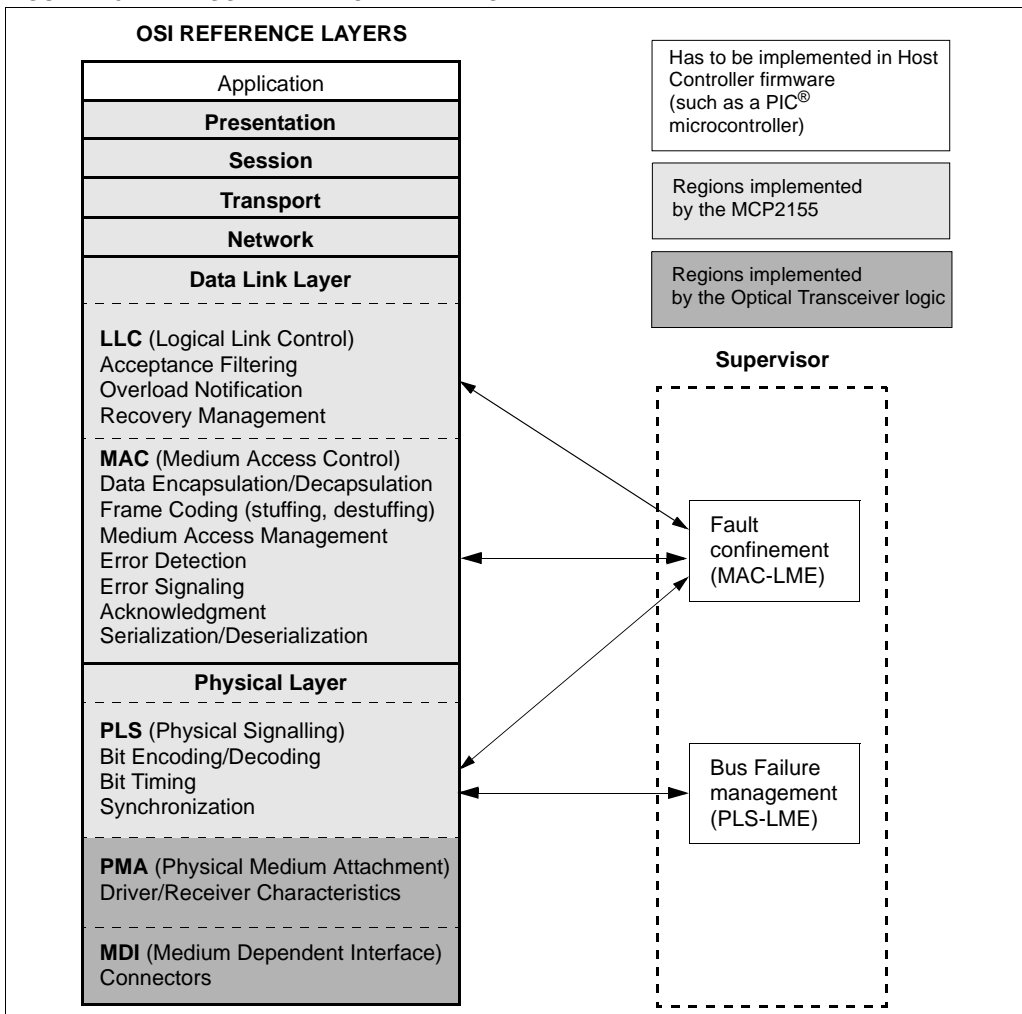 OSI REFERENCE LAYERS
Application
Presentation
Session
Transport
Network
Data Link Layer
LLC (Logical Link Control)
Acceptance Filtering
Overload Notification
Recovery Management
MAC (Medium Access Control)
Data Encapsulation/Decapsulation
Frame Coding (stuffing, destuffing)
Medium Access Management
Error Detection
Error Signaling
Acknowledgment
Serialization/Deserialization
Physical Layer
PLS (Physical Signalling)
Bit Encoding/Decoding
Bit Timing
Synchronization
PMA (Physical Medium Attachment)
Driver/Receiver Characteristics
MDI (Medium Dependent Interface)
Connectors
Has to be implemented in Host
Controller firmware
(such as a PIC®
microcontroller)
Regions implemented
by the MCP2155
Regions implemented
by the Optical Transceiver logic
Supervisor
Fault
confinement
(MAC-LME)
Bus Failure
management
(PLS-LME)